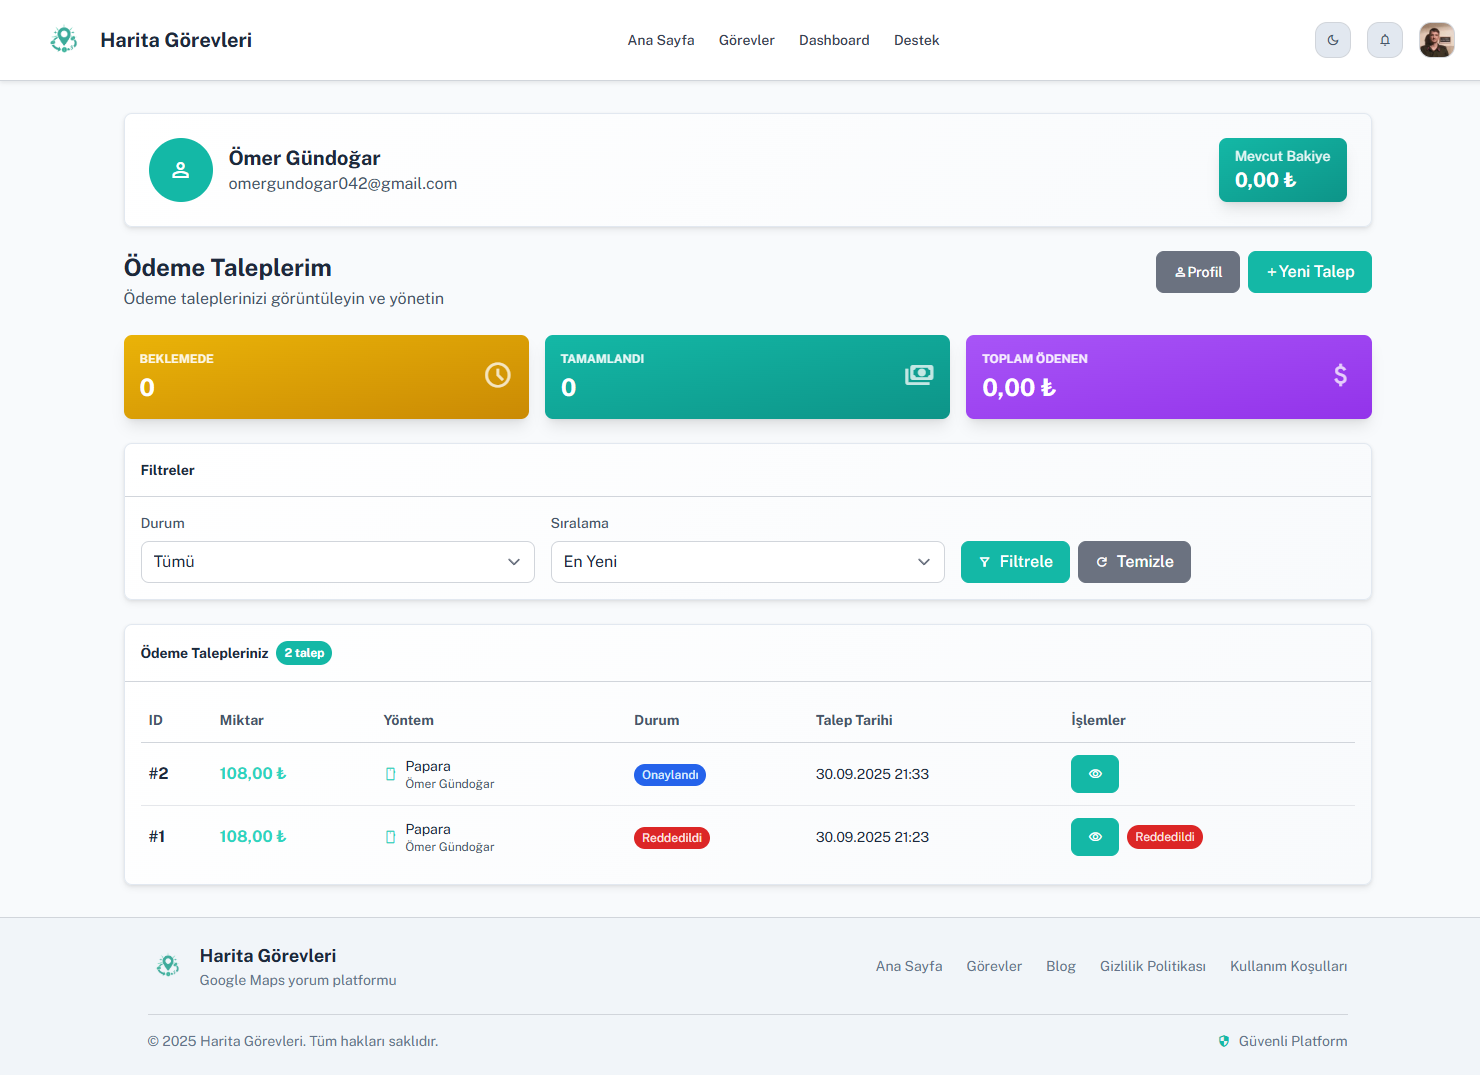 Harita Görevleri
Ana Sayfa Görevler Dashboard Destek
Ömer Gündoğar
omergundogar042@gmail.com
Mevcut Bakiye
0,00 ₺
Ödeme Taleplerim
Ödeme taleplerinizi görüntüleyin ve yönetin
Profil
+ Yeni Talep
BEKLEMEDE
0
TAMAMLANDI
0
TOPLAM ÖDENEN
0,00 ₺
Filtreler
Durum
Tümü
Sıralama
En Yeni
Filtrele
Temizle
Ödeme Talepleriniz 2 talep
ID Miktar Yöntem Durum Talep Tarihi İşlemler
#2 108,00 ₺ Papara Onaylandı 30.09.2025 21:33
Ömer Gündoğar
#1 108,00 ₺ Papara Reddedildi 30.09.2025 21:23 Reddedildi
Ömer Gündoğar
Harita Görevleri
Google Maps yorum platformu
Ana Sayfa Görevler Blog Gizlilik Politikası Kullanım Koşulları
© 2025 Harita Görevleri. Tüm hakları saklıdır.
Güvenli Platform